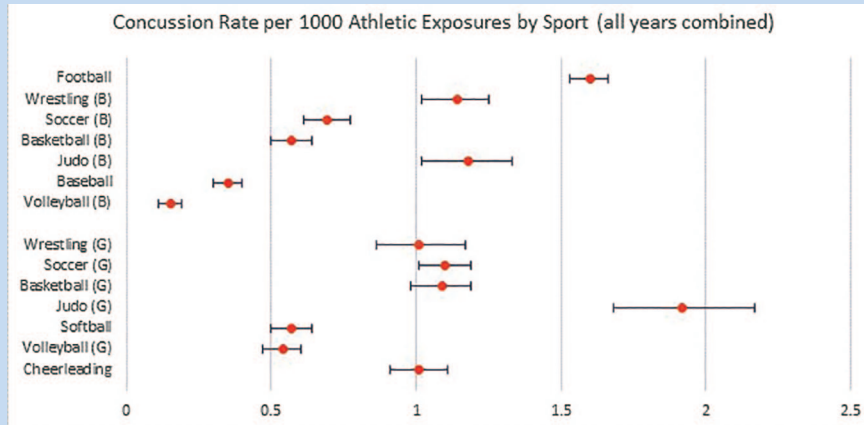 Concussion Rate per 1000 Athletic Exposures by Sport (all years combined)
Football
Wrestling (B)
Soccer (B)
Basketball (B)
Judo (B)
Baseball
Volleyball (B)
Wrestling (G)
Soccer (G)
Basketball (G)
Judo (G)
Softball
Volleyball (G)
Cheerleading
0 0.5 1 1.5 2 2.5